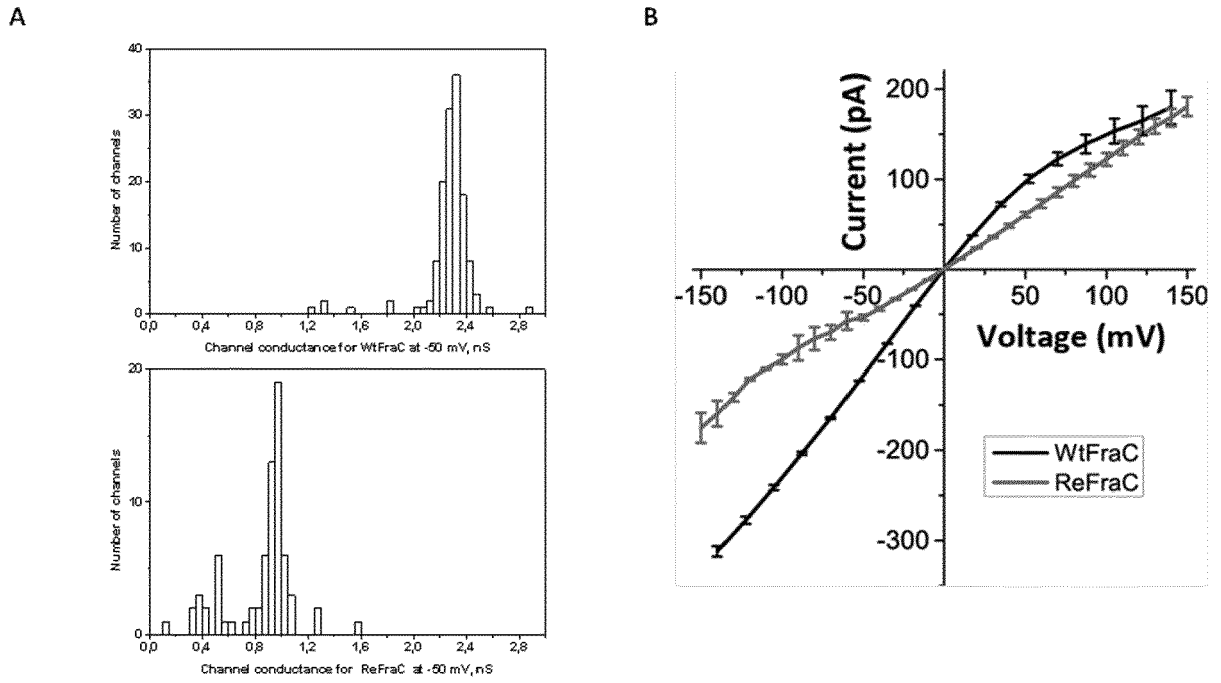 A
B
40
30
20
10
0
Number of channels
0,0 0,4 0,8 1,2 1,6 2,0 2,4 2,8
Channel conductance for WtFraC at -50 mV, nS
20
10
0
Number of channels
0,0 0,4 0,8 1,2 1,6 2,0 2,4 2,8
Channel conductance for ReFraC at -50 mV, nS
Current (pA)
200
100
-150 -100 -50 50 100 150
Voltage (mV)
-100
-200
-300
WtFraC
ReFraC